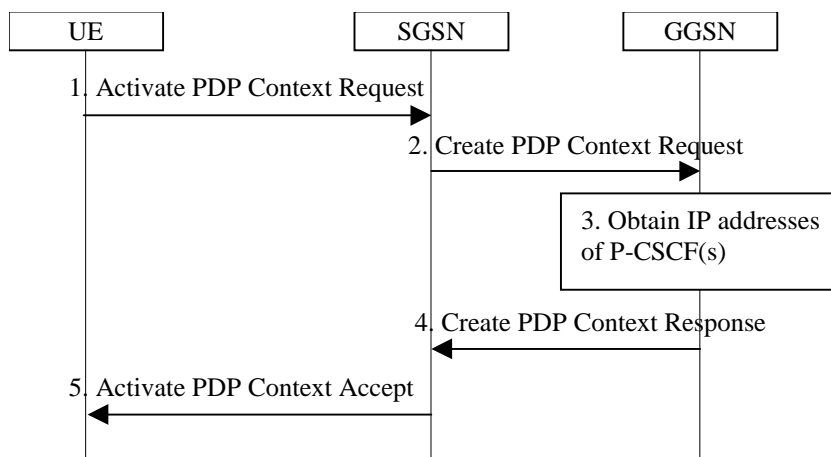 UE
SGSN
GGSN
1. Activate PDP Context Request
2. Create PDP Context Request
3. Obtain IP addresses
of P-CSCF(s)
4. Create PDP Context Response
5. Activate PDP Context Accept